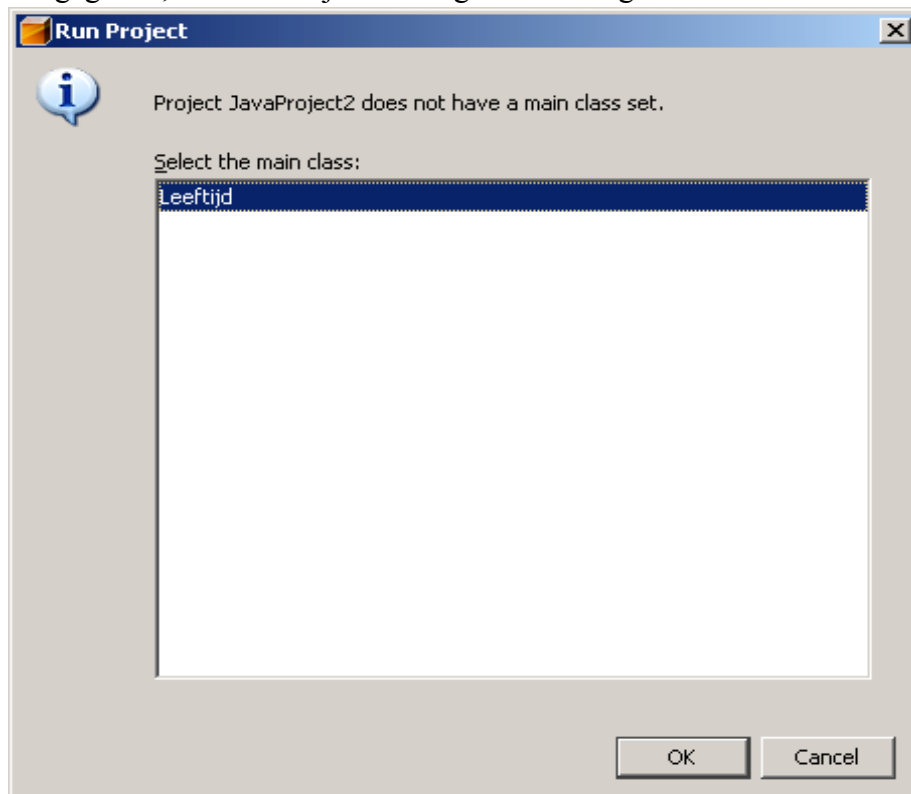 Run Project
Project JavaProject2 does not have a main class set.
Select the main class:
Leeftijd
OK Cancel